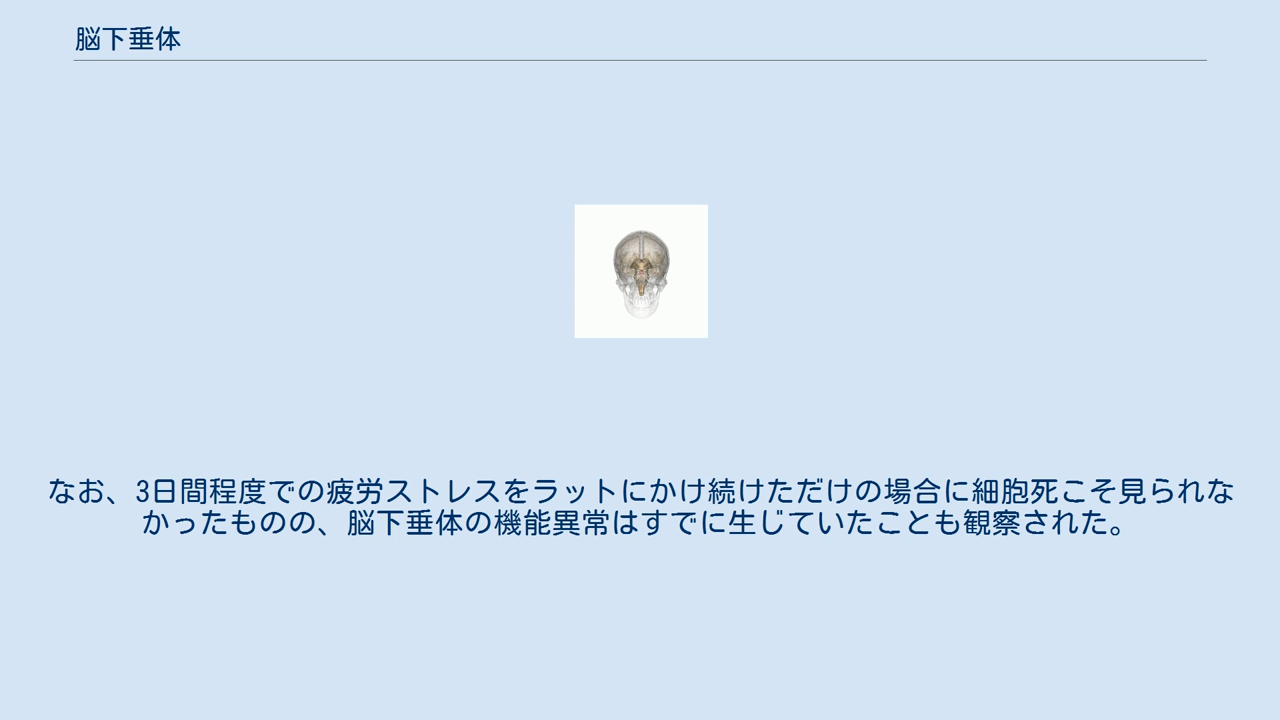 脳下垂体
なお、3日間程度での疲労ストレスをラットにかけ続けただけの場合に細胞死こそ見られな
かったものの、脳下垂体の機能異常はすでに生じていたことも観察された。